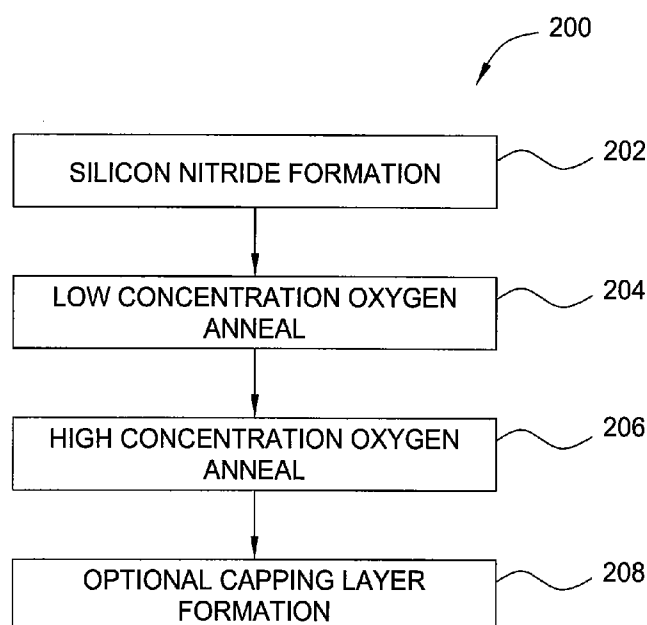 200
SILICON NITRIDE FORMATION
202
LOW CONCENTRATION OXYGEN
ANNEAL
204
HIGH CONCENTRATION OXYGEN
ANNEAL
206
OPTIONAL CAPPING LAYER
FORMATION
208